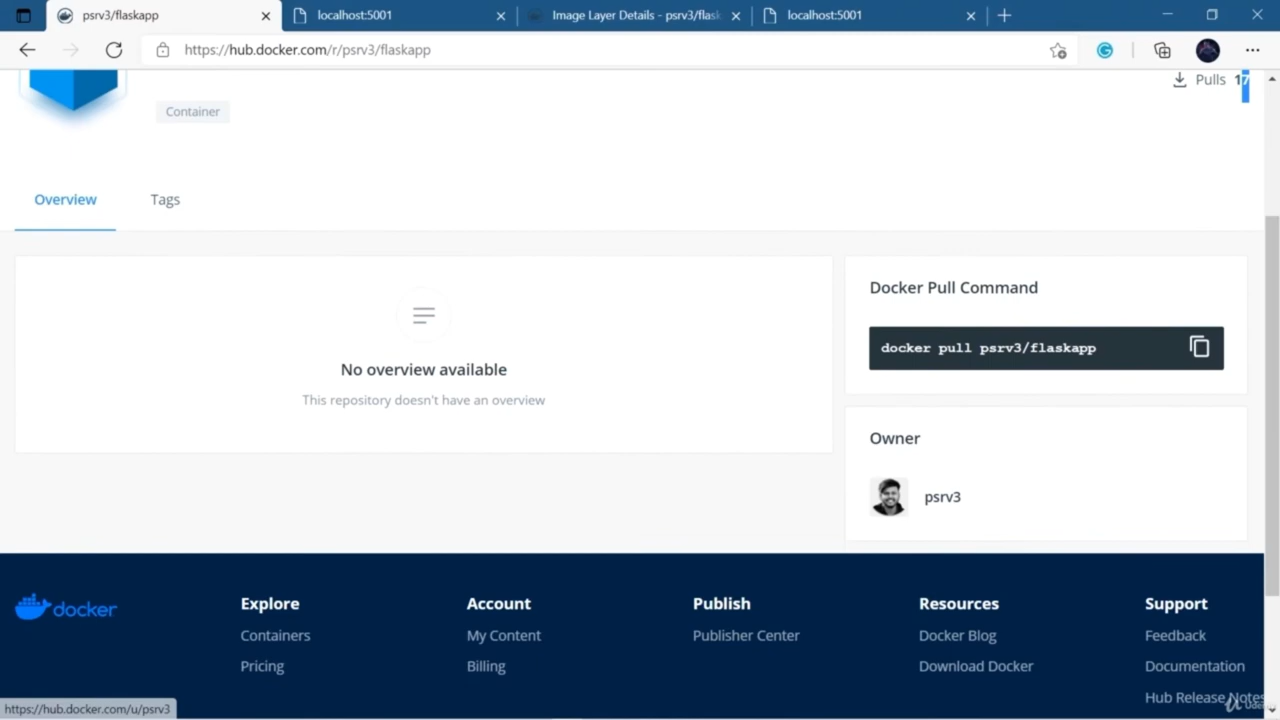 psrv3/flaskapp
localhost:5001
Image Layer Details - psrv3/flask
localhost:5001
https://hub.docker.com/r/psrv3/flaskapp
Pulls 17
Container
Overview
Tags
No overview available
This repository doesn't have an overview
Docker Pull Command
docker pull psrv3/flaskapp
Owner
psrv3
docker
Explore
Containers
Pricing
Account
My Content
Billing
Publish
Publisher Center
Resources
Docker Blog
Download Docker
Support
Feedback
Documentation
Hub Release Notes
https://hub.docker.com/u/psrv3